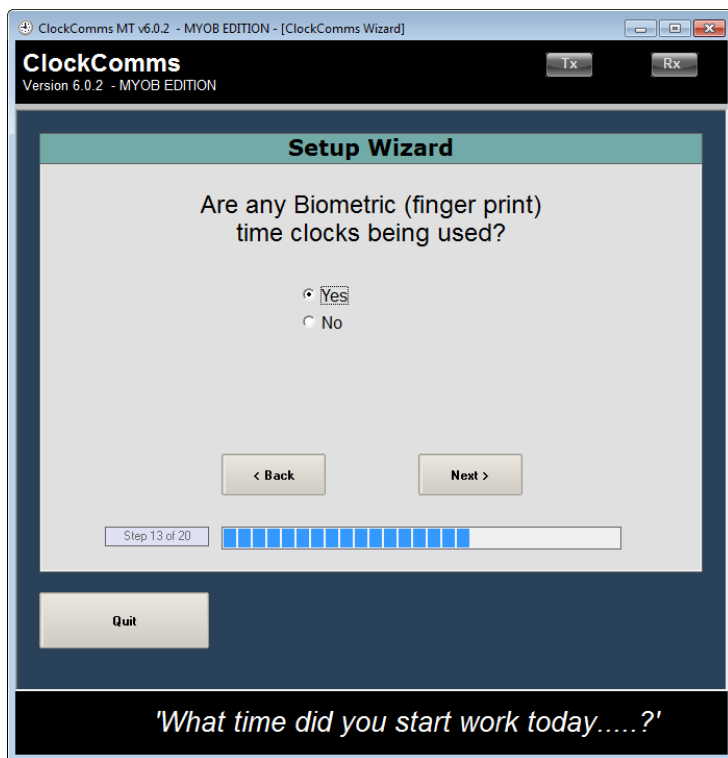 ClockComms MT v6.0.2 - MYOB EDITION - [ClockComms Wizard]
ClockComms
Version 6.0.2 - MYOB EDITION
Tx
Rx
Setup Wizard
Are any Biometric (finger print)
time clocks being used?
Yes
No
< Back
Next >
Step 13 of 20
Quit
'What time did you start work today.....?'